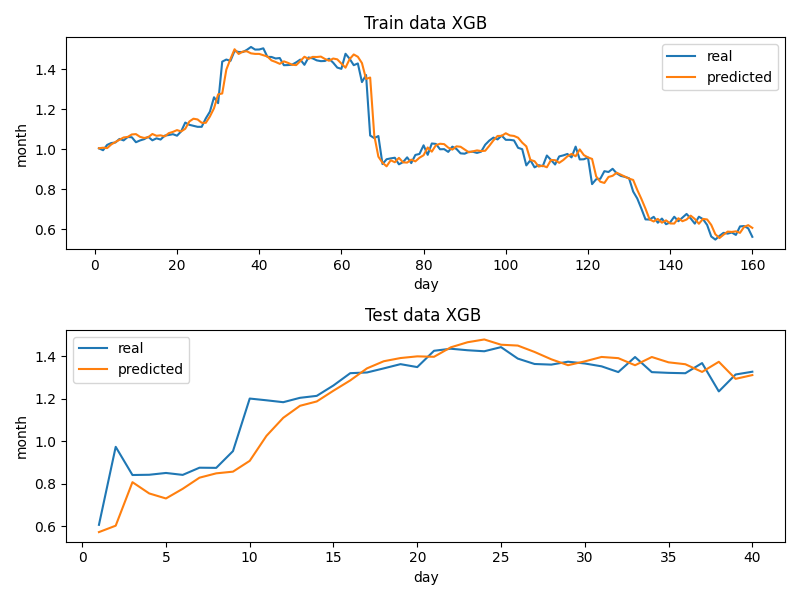 Train data XGB
real
predicted
month
1.4
1.2
1.0
0.8
0.6
0 20 40 60 80 100 120 140 160
day
Test data XGB
real
predicted
month
1.4
1.2
1.0
0.8
0.6
0 5 10 15 20 25 30 35 40
day